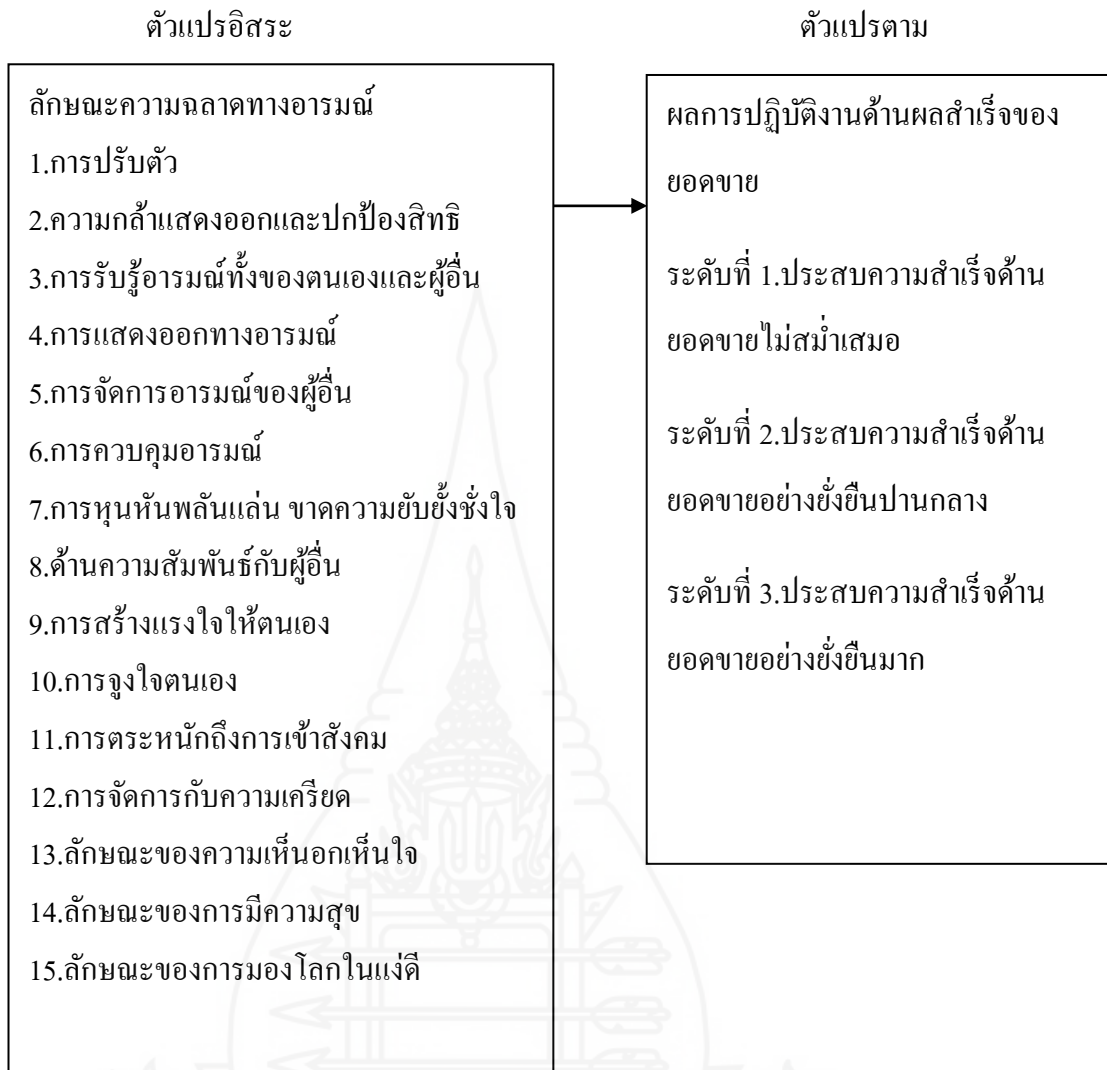 ตัวแปรอิสระ
ตัวแปรตาม
ลักษณะความฉลาดทางอารมณ์
1.การปรับตัว
2.ความกล้าแสดงออกและปกป้องสิทธิ
3.การรับรู้อารมณ์ทั้งของตนเองและผู้อื่น
4.การแสดงออกทางอารมณ์
5.การจัดการอารมณ์ของผู้อื่น
6.การควบคุมอารมณ์
7.การหุนหันพลันแล่น ขาดความยับยั้งชั่งใจ
8.ด้านความสัมพันธ์กับผู้อื่น
9.การสร้างแรงใจให้ตนเอง
10.การจูงใจตนเอง
11.การตระหนักถึงการเข้าสังคม
12.การจัดการกับความเครียด
13.ลักษณะของความเห็นอกเห็นใจ
14.ลักษณะของการมีความสุข
15.ลักษณะของการมองโลกในแง่ดี
ผลการปฏิบัติงานด้านผลสำเร็จของ
ยอดขาย
ระดับที่ 1.ประสบความสำเร็จด้าน
ยอดขายไม่สม่ำเสมอ
ระดับที่ 2.ประสบความสำเร็จด้าน
ยอดขายอย่างยั่งยืนปานกลาง
ระดับที่ 3.ประสบความสำเร็จด้าน
ยอดขายอย่างยั่งยืนมาก